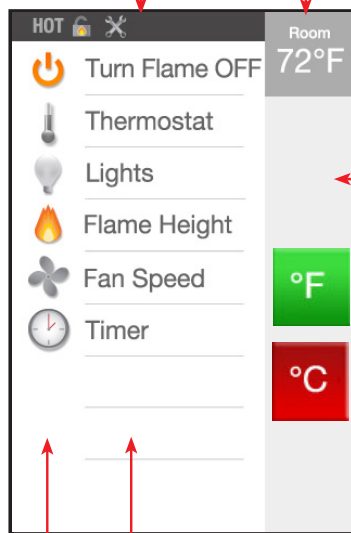 HOT
Room
72°F
Turn Flame OFF
Thermostat
Lights
Flame Height
Fan Speed
Timer
°F
°C